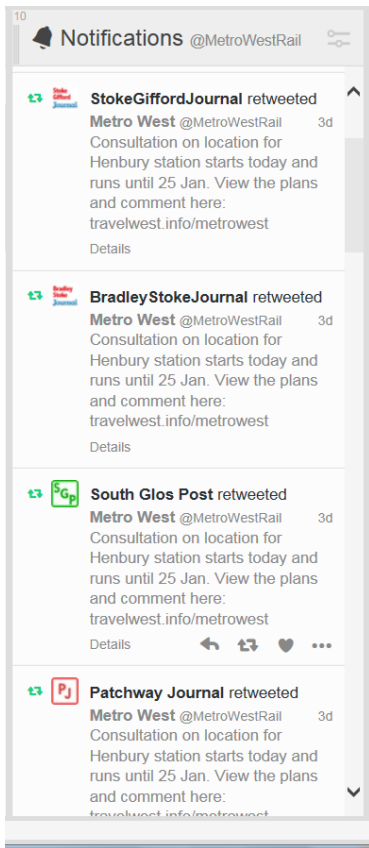 10
Notifications @MetroWestRail
Stoke
Gifford
Journal
StokeGiffordJournal retweeted
Metro West @MetroWestRail 3d
Consultation on location for
Henbury station starts today and
runs until 25 Jan. View the plans
and comment here:
travelwest.info/metrowest
Details
Bradley
Stoke
Journal
BradleyStokeJournal retweeted
Metro West @MetroWestRail 3d
Consultation on location for
Henbury station starts today and
runs until 25 Jan. View the plans
and comment here:
travelwest.info/metrowest
Details
SGP
South Glos Post retweeted
Metro West @MetroWestRail 3d
Consultation on location for
Henbury station starts today and
runs until 25 Jan. View the plans
and comment here:
travelwest.info/metrowest
Details
PJ
Patchway Journal retweeted
Metro West @MetroWestRail 3d
Consultation on location for
Henbury station starts today and
runs until 25 Jan. View the plans
and comment here:
travelwest.info/metrowest